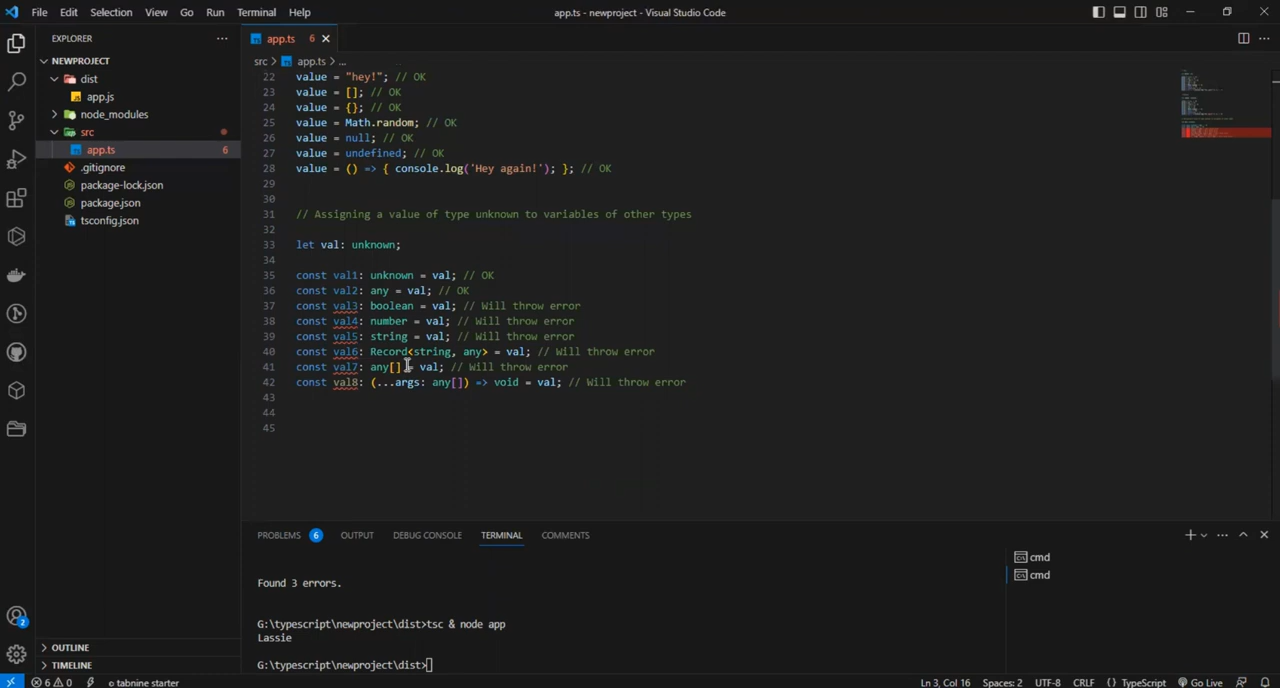 File Edit Selection View Go Run Terminal Help
app.ts - newproject - Visual Studio Code
EXPLORER
NEWPROJECT
dist
app.js
node_modules
src
app.ts 6
.gitignore
package-lock.json
package.json
tsconfig.json
OUTLINE
TIMELINE
app.ts 6
src > app.ts > ...
22 value = "hey!"; // OK
23 value = []; // OK
24 value = {}; // OK
25 value = Math.random; // OK
26 value = null; // OK
27 value = undefined; // OK
28 value = () => { console.log('Hey again!'); }; // OK
29
30
31 // Assigning a value of type unknown to variables of other types
32
33 let val: unknown;
34
35 const val1: unknown = val; // OK
36 const val2: any = val; // OK
37 const val3: boolean = val; // Will throw error
38 const val4: number = val; // Will throw error
39 const val5: string = val; // Will throw error
40 const val6: Record<string, any> = val; // Will throw error
41 const val7: any[] = val; // Will throw error
42 const val8: (...args: any[]) => void = val; // Will throw error
43
44
45
PROBLEMS 6 OUTPUT DEBUG CONSOLE TERMINAL COMMENTS
Found 3 errors.
G:\typescript\newproject\dist>tsc & node app
Lassie
G:\typescript\newproject\dist>
cmd
cmd
2
6 0 tabnine starter
Ln 3, Col 16 Spaces: 2 UTF-8 CRLF {} TypeScript Go Live